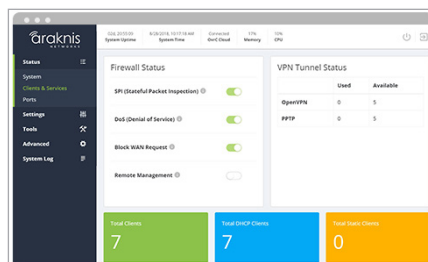 araknis
NETWORKS
System Uptime
System Time
Connected
OvrC Cloud
17%
Memory
10%
CPU
Status
System
Clients & Services
Ports
Settings
Tools
Advanced
System Log
Firewall Status
SPI (Stateful Packet Inspection)
DoS (Denial of Service)
Block WAN Request
Remote Management
VPN Tunnel Status
Used Available
OpenVPN 0 5
PPTP 0 5
Total Clients
7
Total DHCP Clients
7
Total Static Clients
0